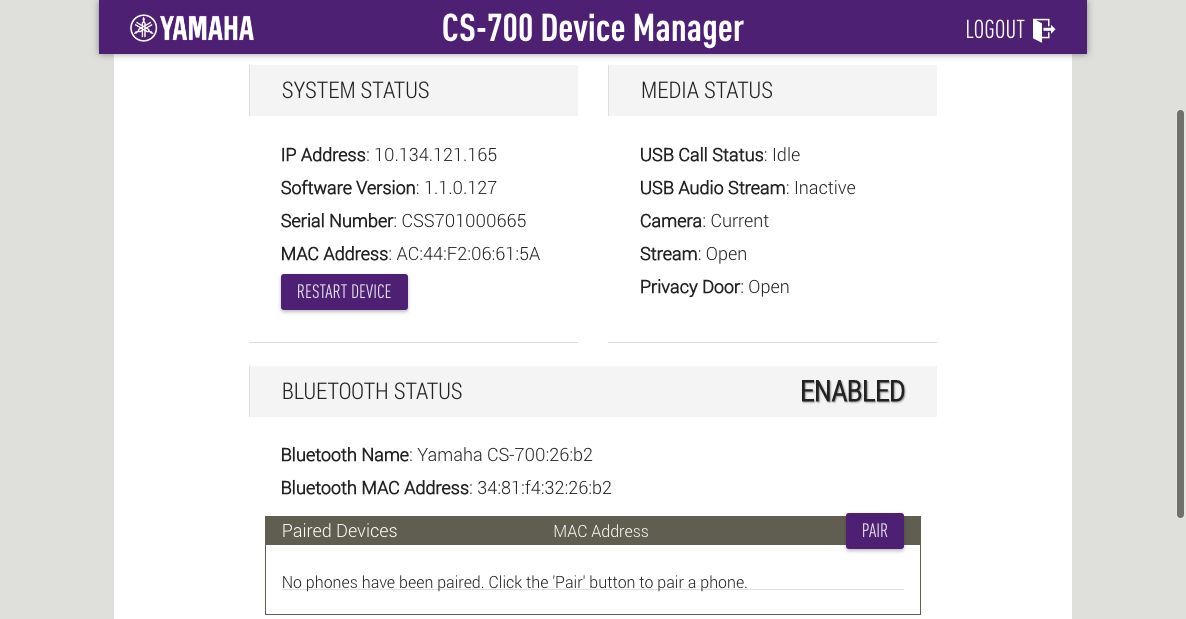 YAMAHA
CS-700 Device Manager
LOGOUT
SYSTEM STATUS
IP Address: 10.134.121.165
Software Version: 1.1.0.127
Serial Number: CSS701000665
MAC Address: AC:44:F2:06:61:5A
RESTART DEVICE
MEDIA STATUS
USB Call Status: Idle
USB Audio Stream: Inactive
Camera: Current
Stream: Open
Privacy Door: Open
BLUETOOTH STATUS
ENABLED
Bluetooth Name: Yamaha CS-700:26:b2
Bluetooth MAC Address: 34:81:f4:32:26:b2
Paired Devices
MAC Address
PAIR
No phones have been paired. Click the 'Pair' button to pair a phone.